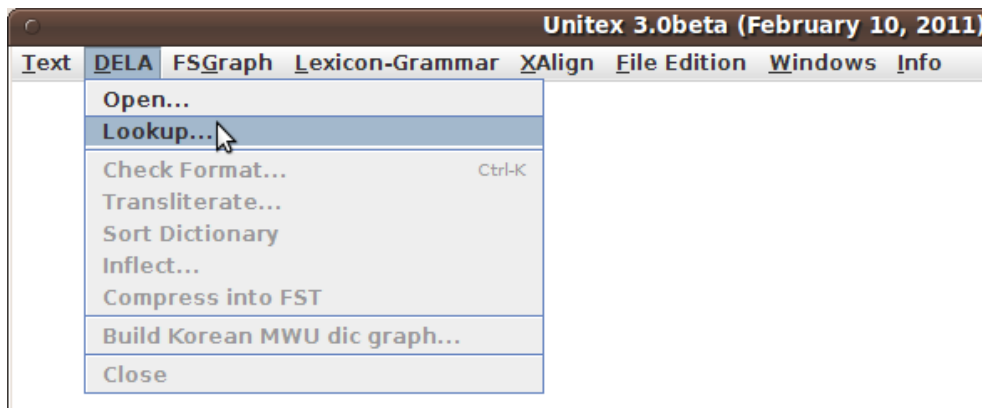 Unitex 3.0beta (February 10, 2011)
Text DELA FSGraph Lexicon-Grammar XAlign File Edition Windows Info
Open...
Lookup...
Check Format... Ctrl-K
Transliterate...
Sort Dictionary
Inflect...
Compress into FST
Build Korean MWU dic graph...
Close